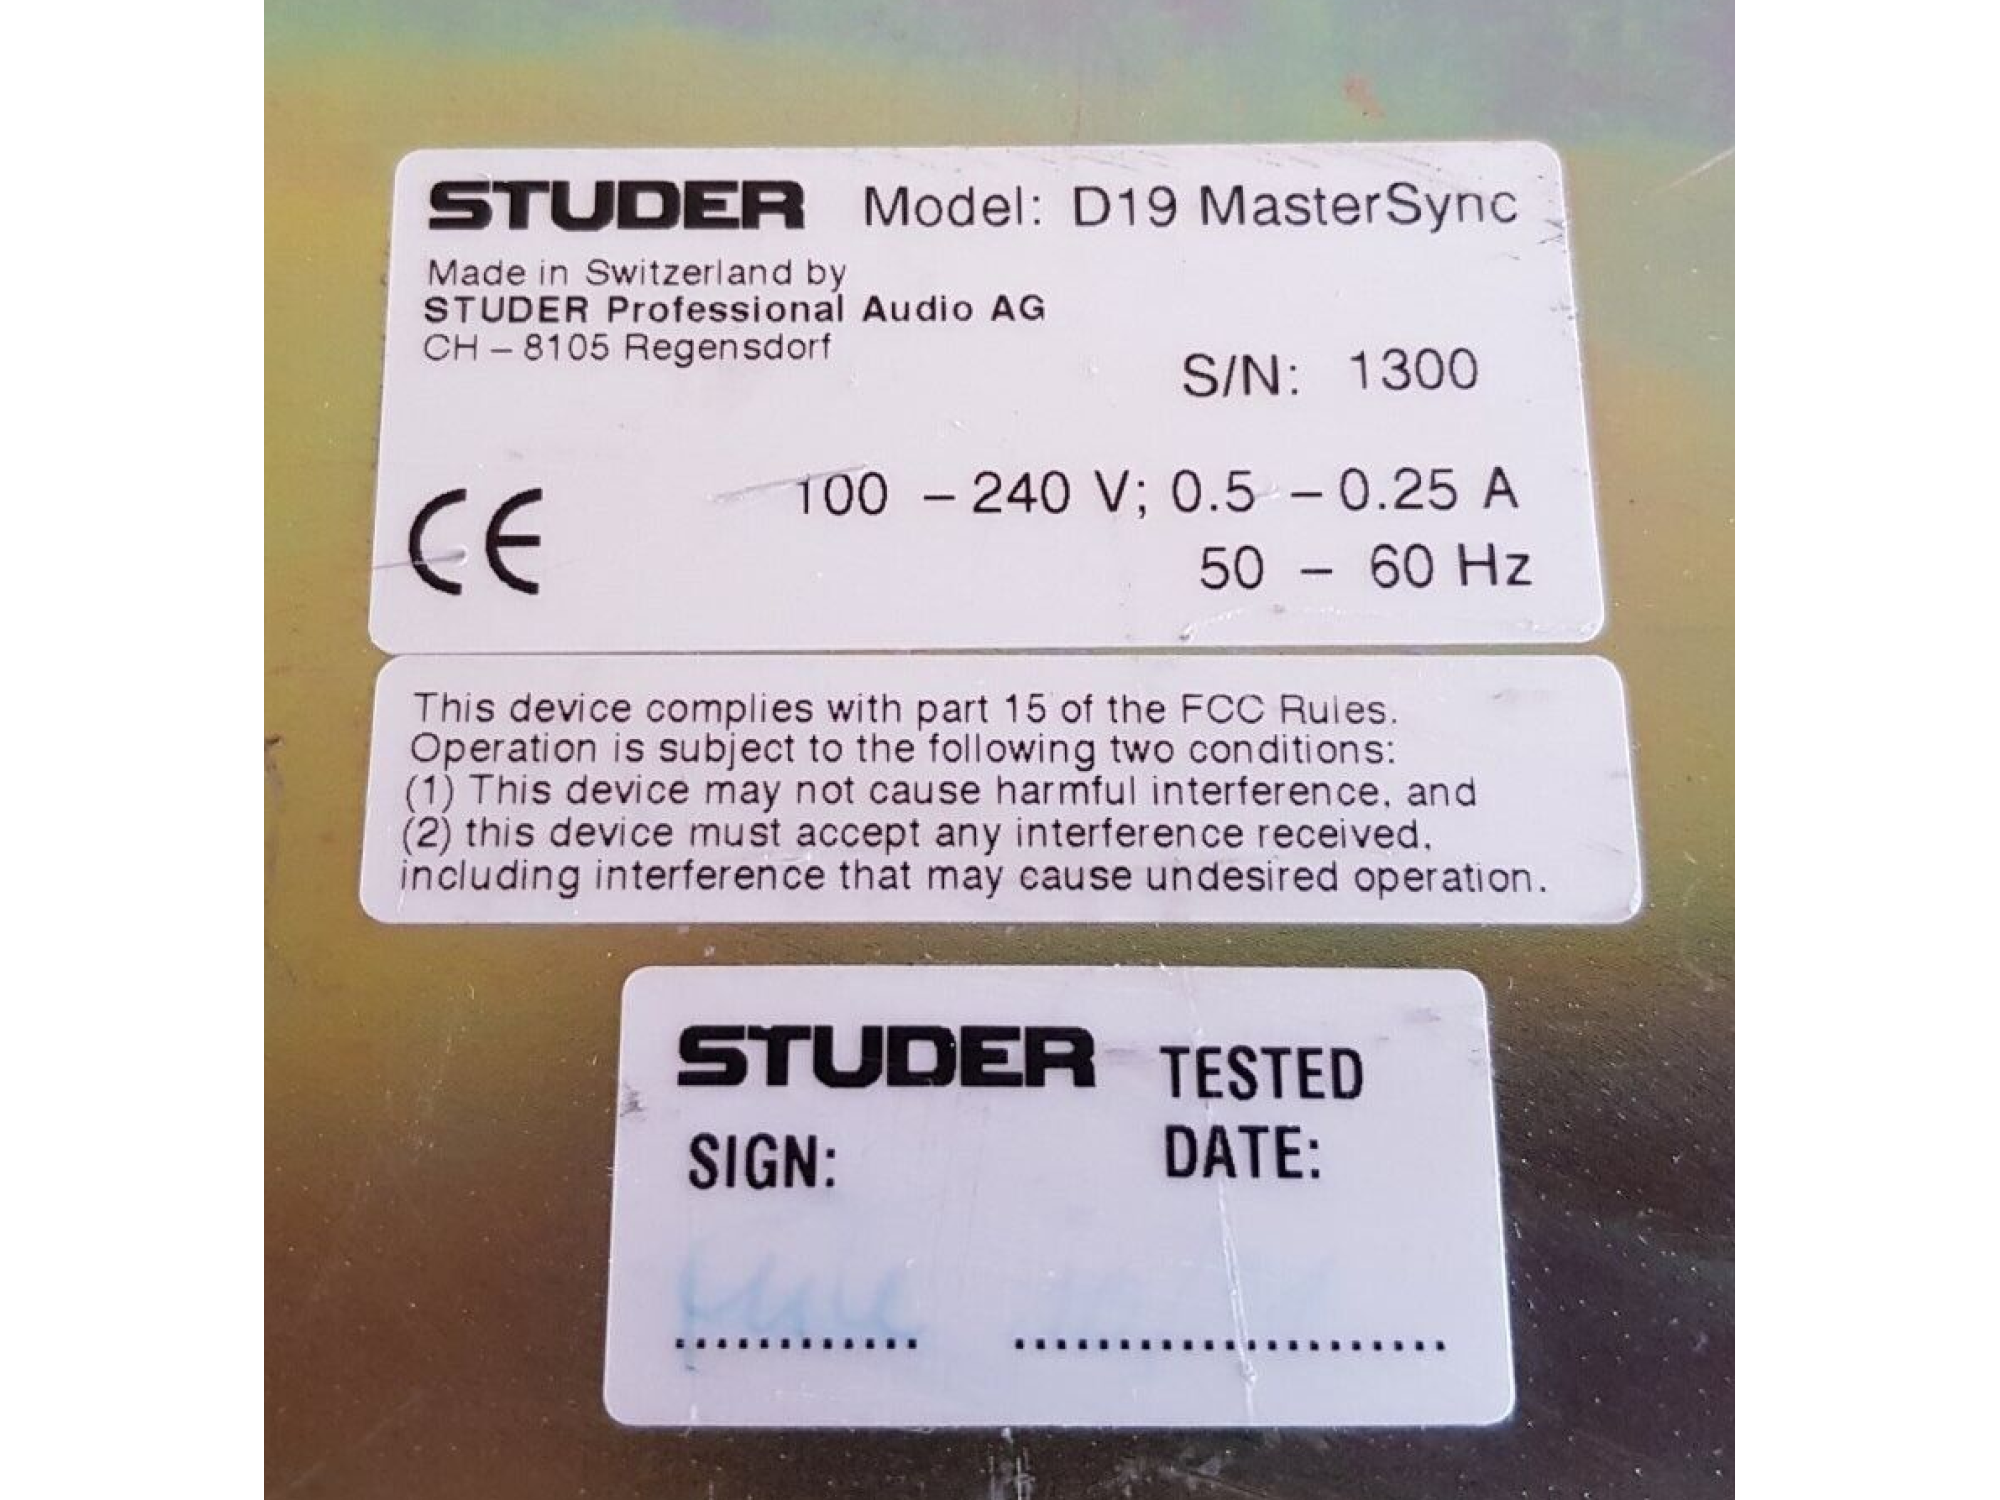 STUDER Model: D19 MasterSync
Made in Switzerland by
STUDER Professional Audio AG
CH – 8105 Regensdorf
S/N: 1300
CE
100 – 240 V; 0.5 – 0.25 A
50 – 60 Hz
This device complies with part 15 of the FCC Rules.
Operation is subject to the following two conditions:
(1) This device may not cause harmful interference, and
(2) this device must accept any interference received,
including interference that may cause undesired operation.
STUDER TESTED
SIGN: DATE: